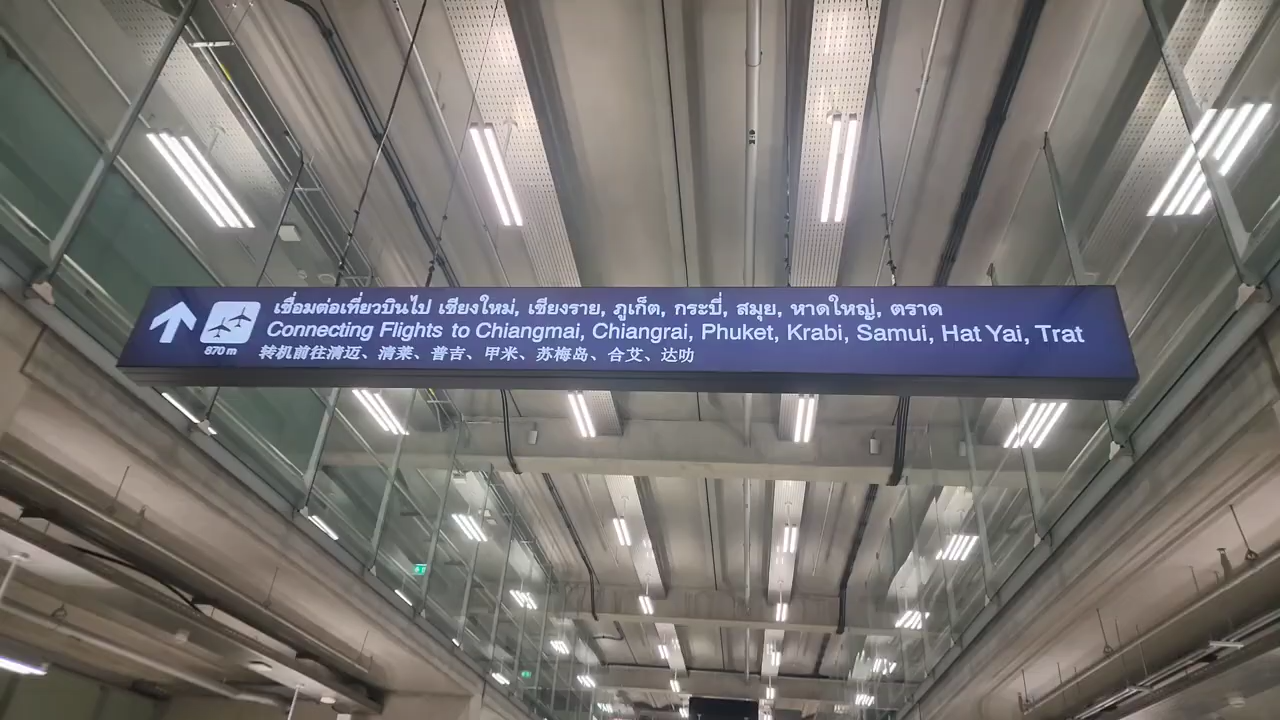 เชื่อมต่อเที่ยวบินไป เชียงใหม่, เชียงราย, ภูเก็ต, กระบี่, สมุย, หาดใหญ่, ตราด
Connecting Flights to Chiangmai, Chiangrai, Phuket, Krabi, Samui, Hat Yai, Trat
870 m
转机前往清迈、清莱、普吉、甲米、苏梅岛、合艾、达叻